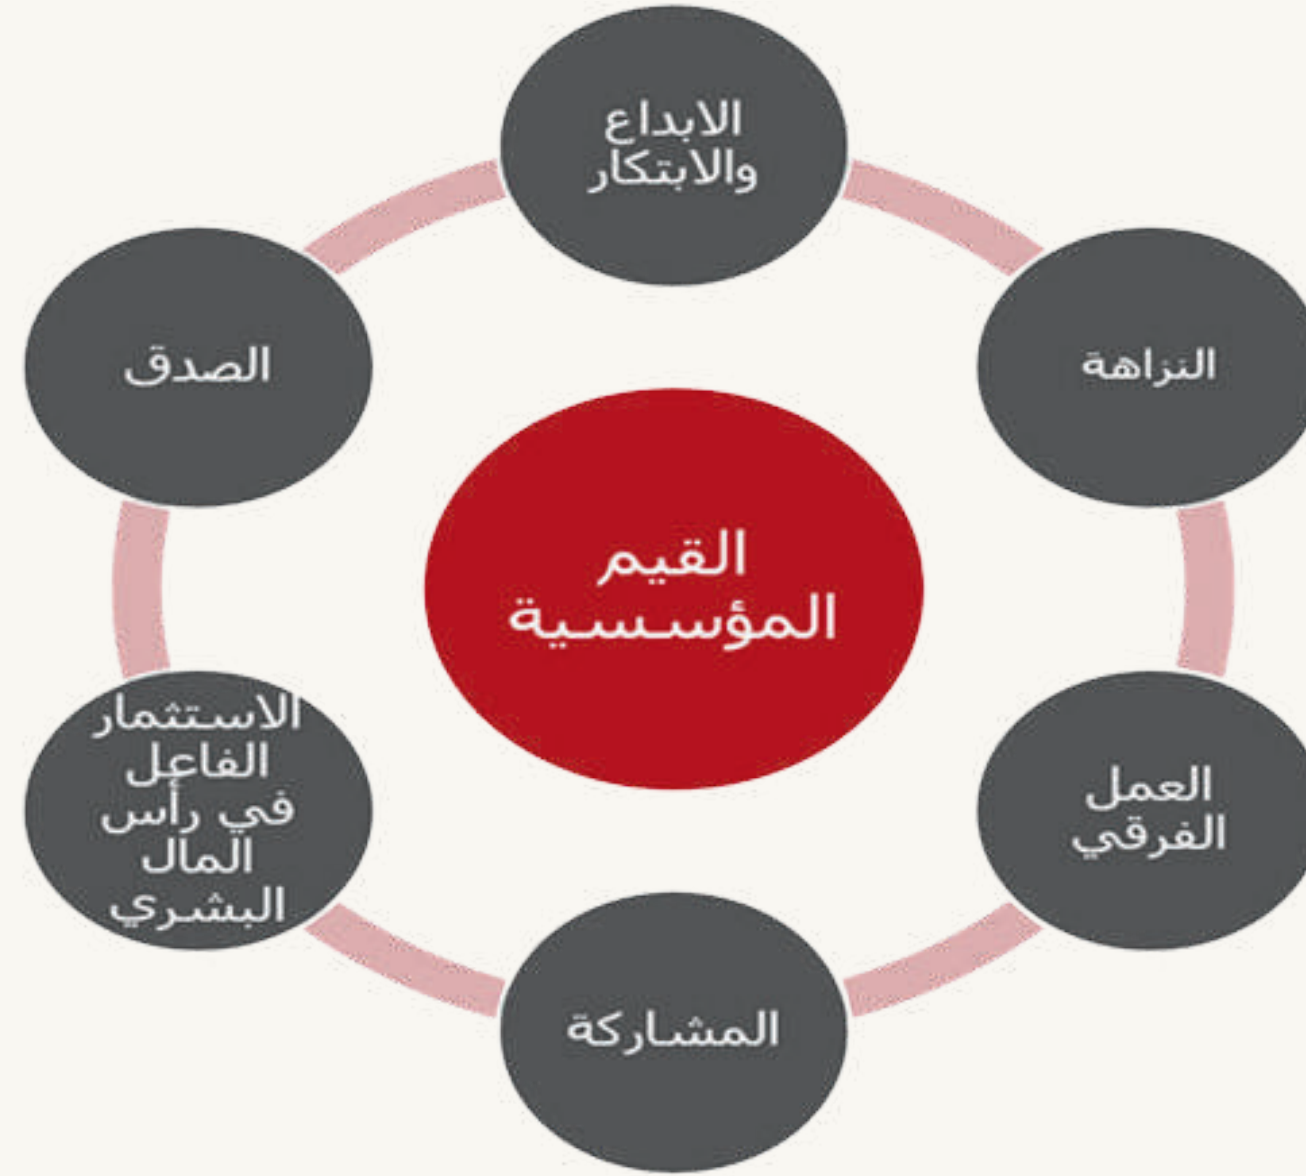 الابداع
والابتكار
النزاهة
العمل
الفرقي
المشاركة
الاستثمار
الفاعل
في رأس
المال
البشري
الصدق
القيم
المؤسسية